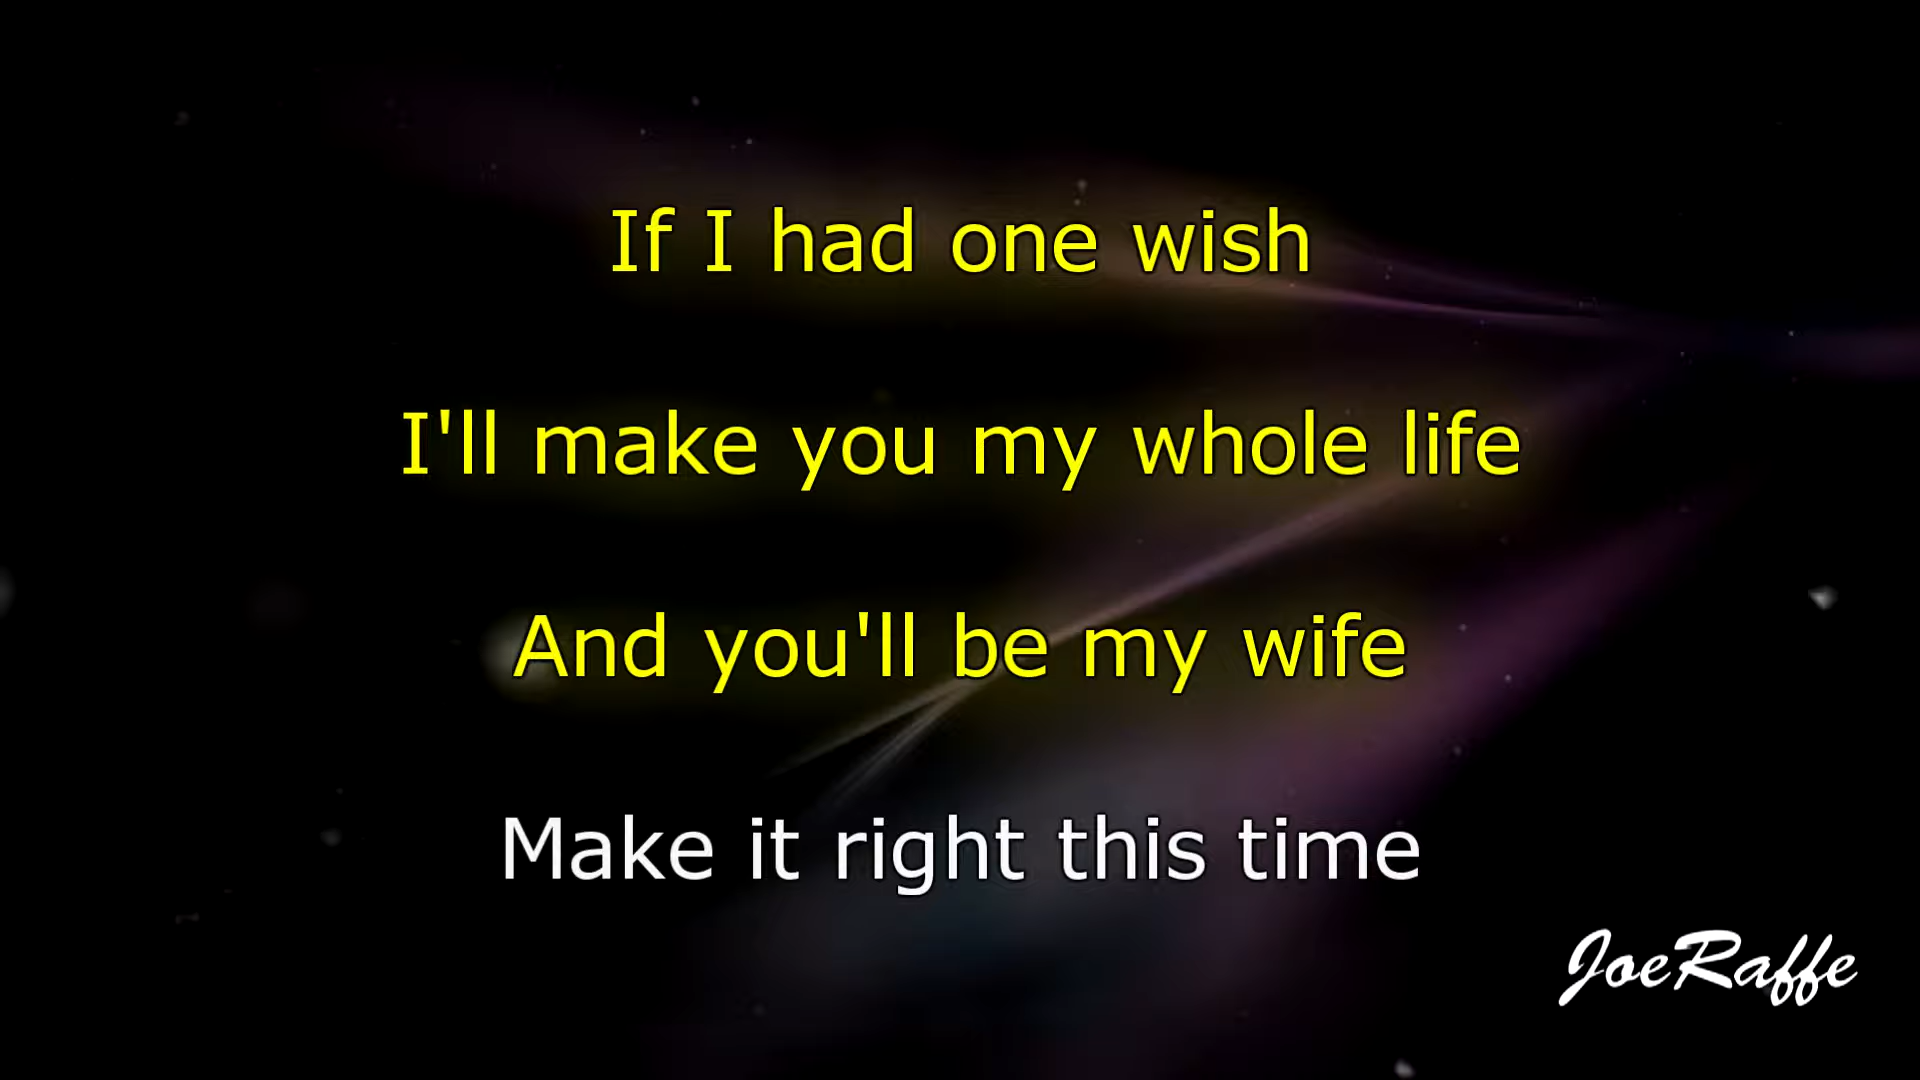 If I had one wish
I'll make you my whole life
And you'll be my wife
Make it right this time
JoeRaffe